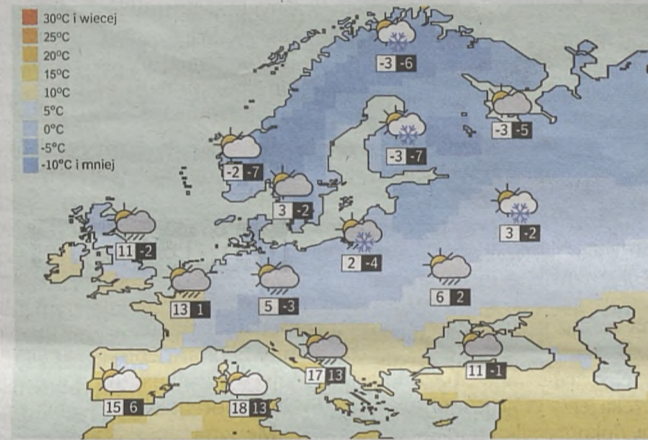 30°C i wiecej
25°C
20°C
15°C
10°C
5°C
0°C
-5°C
-10°C i mniej
-3 -6
-3 -5
-3 -7
-2 -7
3 -2
3 -2
11 -2
2 -4
13 1
5 -3
6 2
17 13
11 -1
15 6
18 13